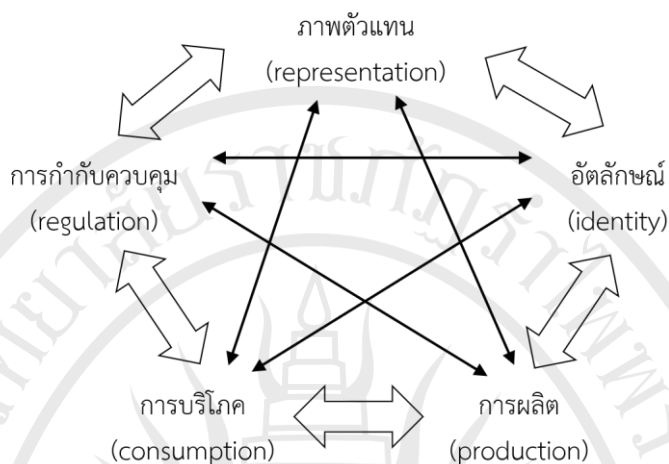 ภาพตัวแทน
(representation)
การกำกับควบคุม
(regulation)
อัตลักษณ์
(identity)
การบริโภค
(consumption)
การผลิต
(production)